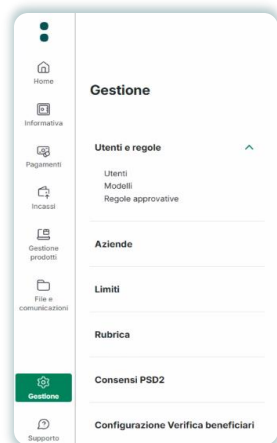 Home
Informativa
Pagamenti
Incassi
Gestione
prodotti
File e
comunicazioni
Gestione
Supporto
Gestione
Utenti e regole
Utenti
Modelli
Regole approvative
Aziende
Limiti
Rubrica
Consensi PSD2
Configurazione Verifica beneficiari